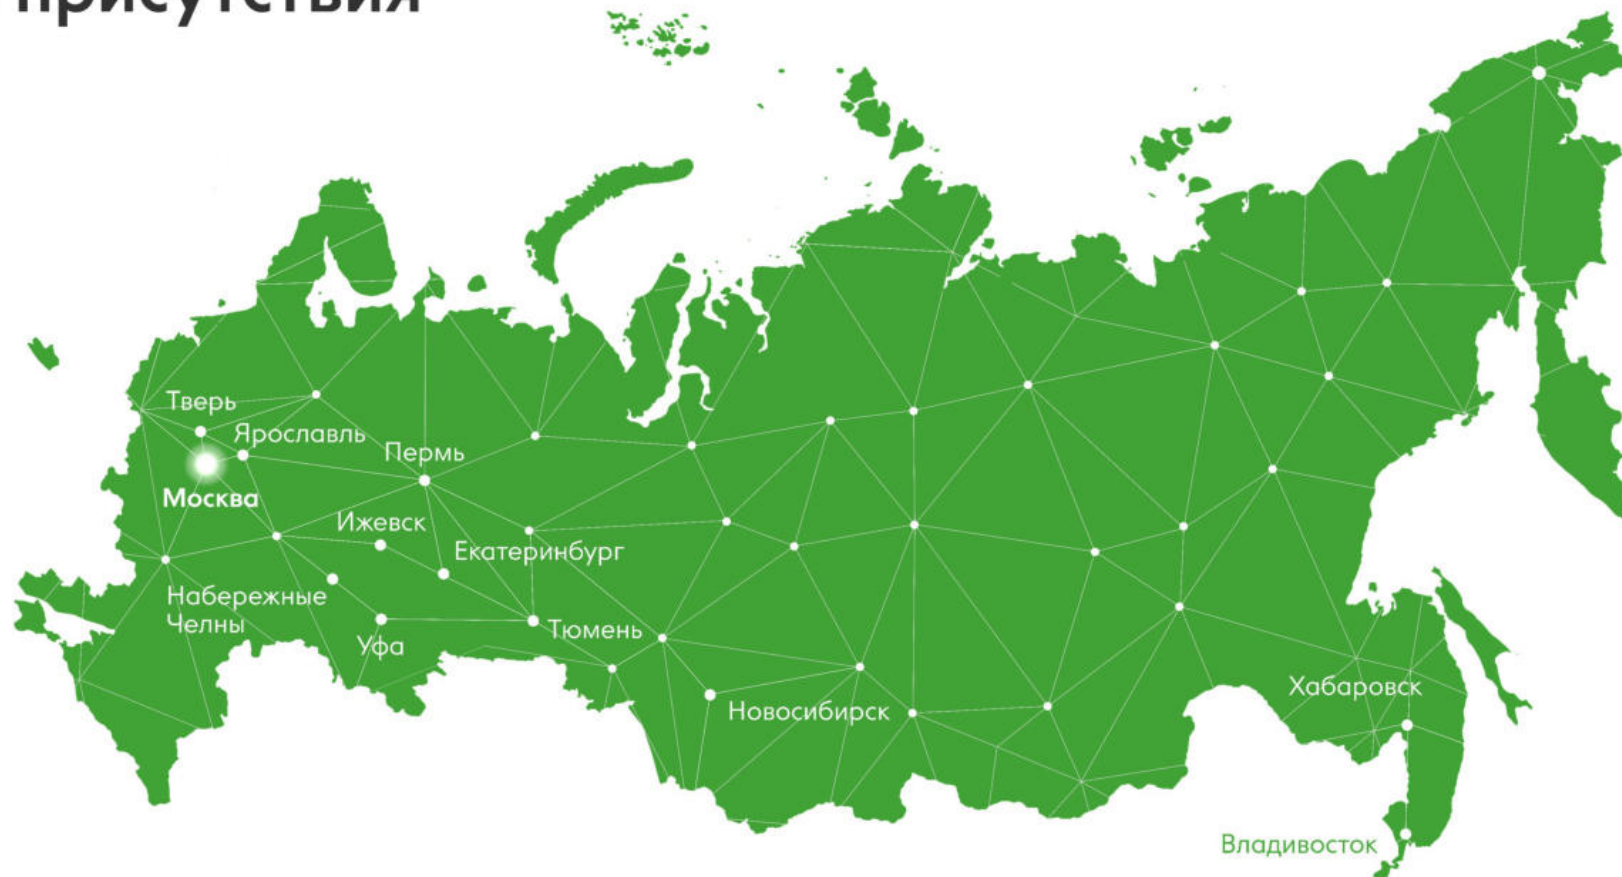 присутствия
Тверь
Ярославль
Пермь
Москва
Ижевск
Екатеринбург
Набережные
Челны
Тюмень
Уфа
Хабаровск
Новосибирск
Владивосток